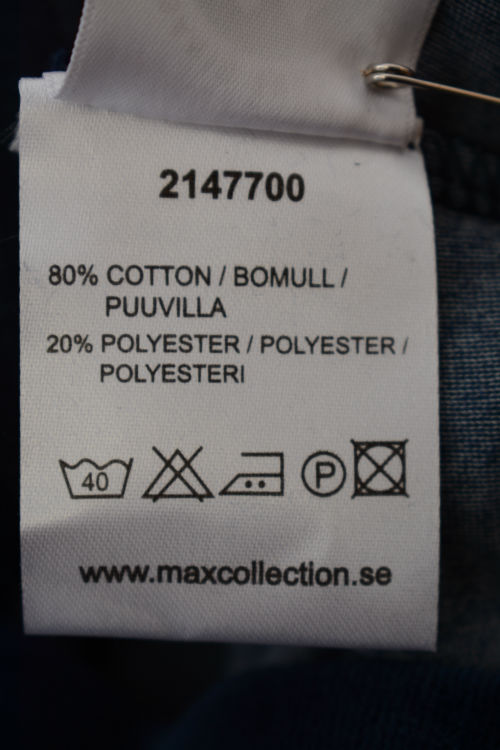 2147700
80% COTTON / BOMULL /
PUUVILLA
20% POLYESTER / POLYESTER /
POLYESTERI
40 P
www.maxcollection.se